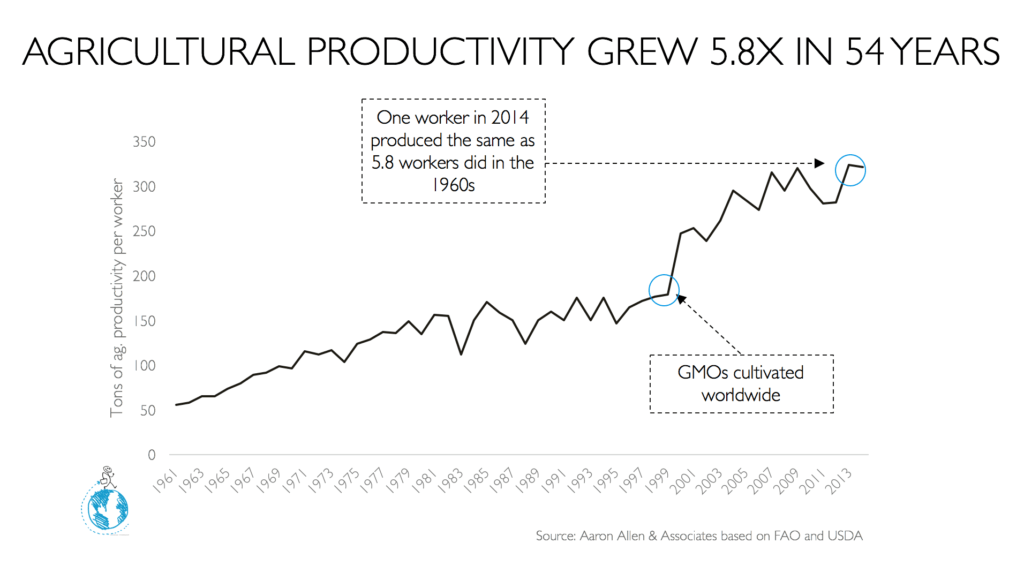 AGRICULTURAL PRODUCTIVITY GREW 5.8X IN 54 YEARS
One worker in 2014
produced the same as
5.8 workers did in the
1960s
Tons of ag. productivity per worker
350
300
250
200
150
100
50
0
GMOs cultivated
worldwide
1961 1963 1965 1967 1969 1971 1973 1975 1977 1979 1981 1983 1985 1987 1989 1991 1993 1995 1997 1999 2001 2003 2005 2007 2009 2011 2013
Source: Aaron Allen & Associates based on FAO and USDA